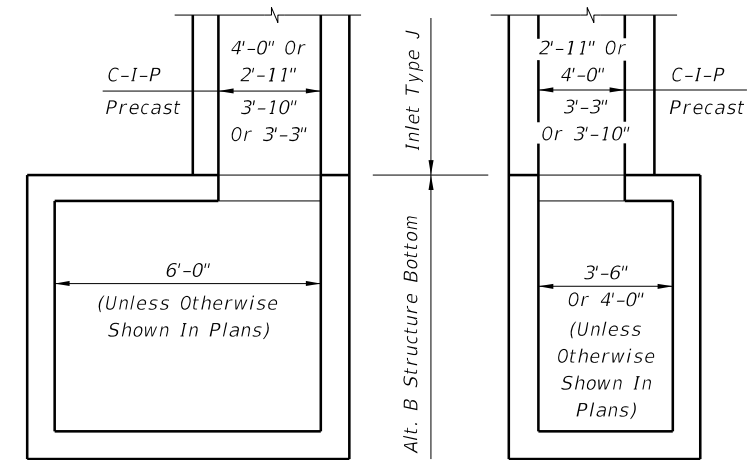 4'-0" Or
2'-11"
C-I-P
Precast
3'-10"
Or 3'-3"
6'-0"
(Unless Otherwise
Shown In Plans)
Inlet Type J
Alt. B Structure Bottom
2'-11" Or
4'-0"
C-I-P
Precast
3'-3"
Or 3'-10"
3'-6"
Or 4'-0"
(Unless
Otherwise
Shown In
Plans)